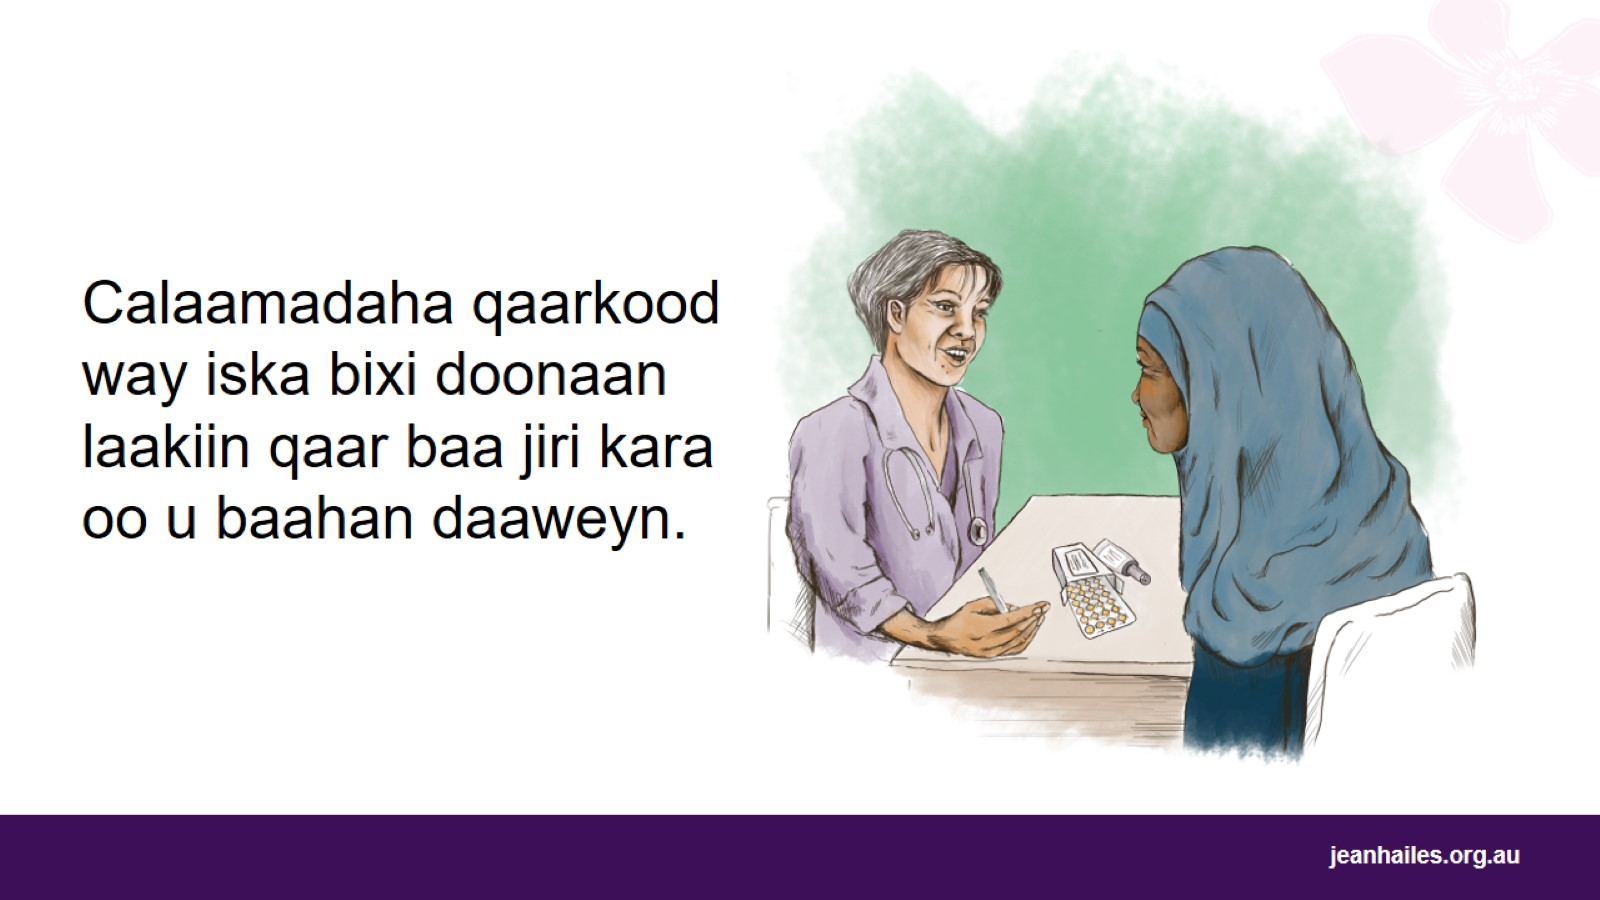 Calaamadaha qaarkood
way iska bixi doonaan
laakiin qaar baa jiri kara
oo u baahan daaweyn.
jeanhailes.org.au